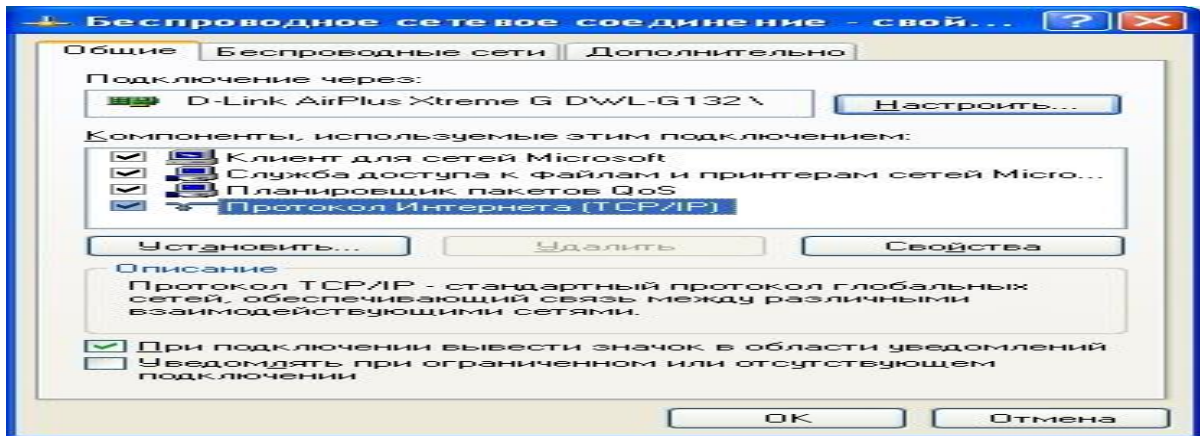 Беспроводное сетевое соединение - свой...
Общие Беспроводные сети Дополнительно
Подключение через:
D-Link AirPlus Xtreme G DWL-G132 \ Настроить...
Компоненты, используемые этим подключением:
Клиент для сетей Microsoft
Служба доступа к файлам и принтерам сетей Micro...
Планировщик пакетов QoS
Протокол Интернета (TCP/IP)
Установить... Удалить Свойства
Описание
Протокол TCP/IP - стандартный протокол глобальных
сетей, обеспечивающий связь между различными
взаимодействующими сетями.
При подключении вывести значок в области уведомлений
Уведомлять при ограниченном или отсутствующем
подключении
OK Отмена